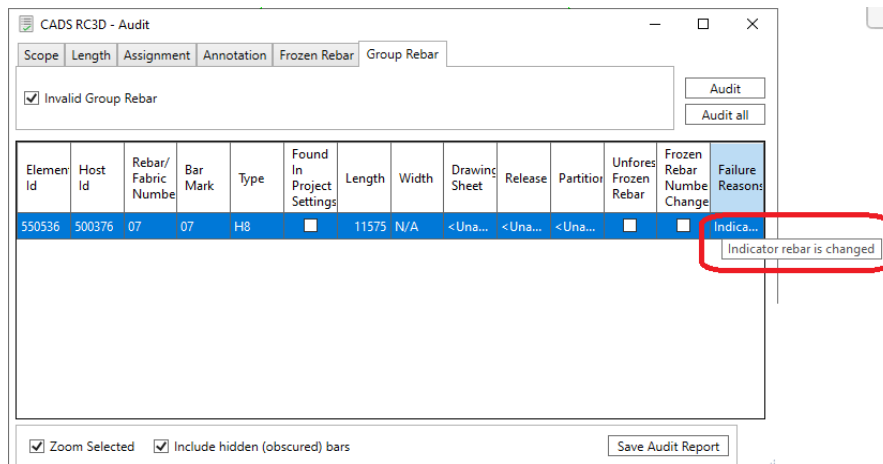 CADS RC3D - Audit
Scope Length Assignment Annotation Frozen Rebar Group Rebar
Invalid Group Rebar
Audit
Audit all
Elemen Id
Host Id
Rebar/ Fabric Numbe
Bar Mark
Type
Found In Project Settings
Length
Width
Drawing Sheet
Release
Partition
Unfores Frozen Rebar
Frozen Rebar Numbe Change
Failure Reasons
550536 500376 07 07 H8 11575 N/A <Una... <Una... <Una... Indica...
Indicator rebar is changed
Zoom Selected Include hidden (obscured) bars Save Audit Report